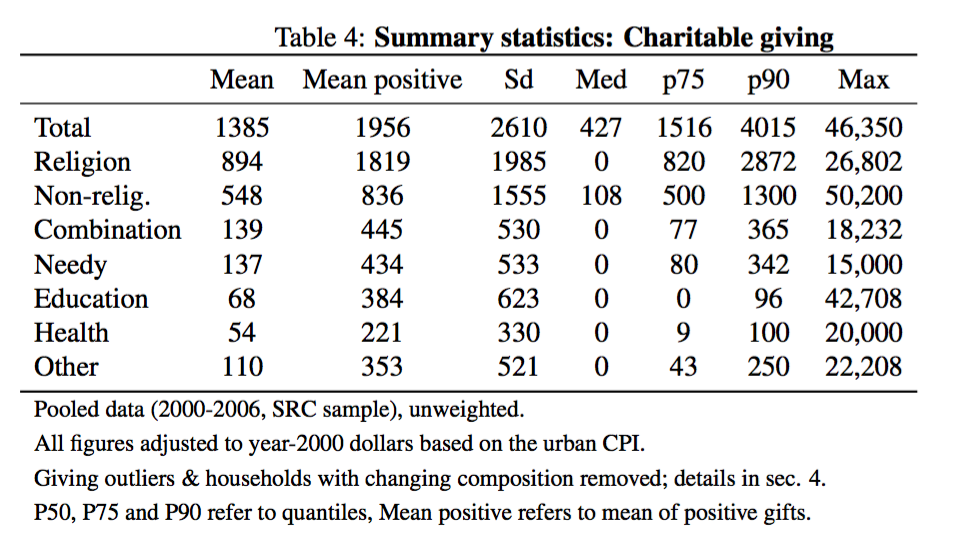 Table 4: Summary statistics: Charitable giving
Mean Mean positive Sd Med p75 p90 Max
Total 1385 1956 2610 427 1516 4015 46,350
Religion 894 1819 1985 0 820 2872 26,802
Non-relig. 548 836 1555 108 500 1300 50,200
Combination 139 445 530 0 77 365 18,232
Needy 137 434 533 0 80 342 15,000
Education 68 384 623 0 0 96 42,708
Health 54 221 330 0 9 100 20,000
Other 110 353 521 0 43 250 22,208
Pooled data (2000-2006, SRC sample), unweighted.
All figures adjusted to year-2000 dollars based on the urban CPI.
Giving outliers & households with changing composition removed; details in sec. 4.
P50, P75 and P90 refer to quantiles, Mean positive refers to mean of positive gifts.